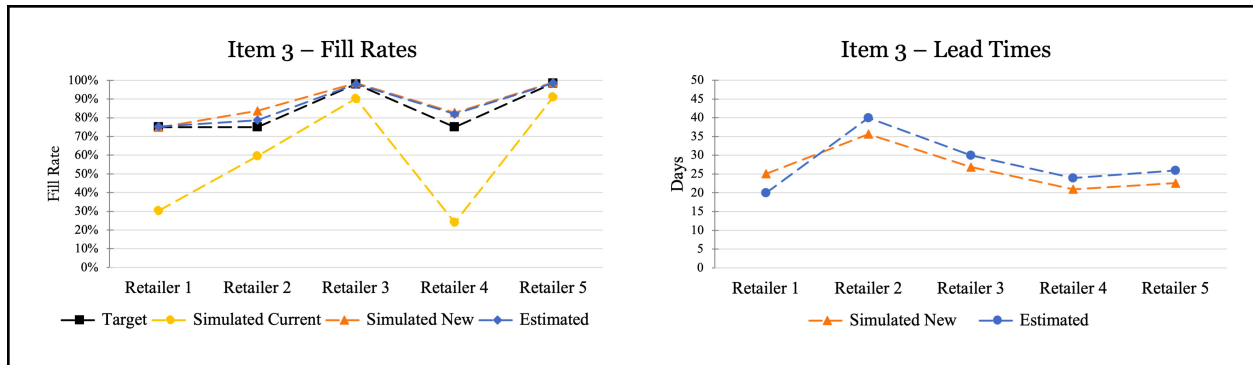 Item 3 – Fill Rates
100%
90%
80%
70%
60%
50%
40%
30%
20%
10%
0%
Fill Rate
Retailer 1 Retailer 2 Retailer 3 Retailer 4 Retailer 5
Target Simulated Current Simulated New Estimated
Item 3 – Lead Times
50
45
40
35
30
25
20
15
10
5
0
Days
Retailer 1 Retailer 2 Retailer 3 Retailer 4 Retailer 5
Simulated New Estimated